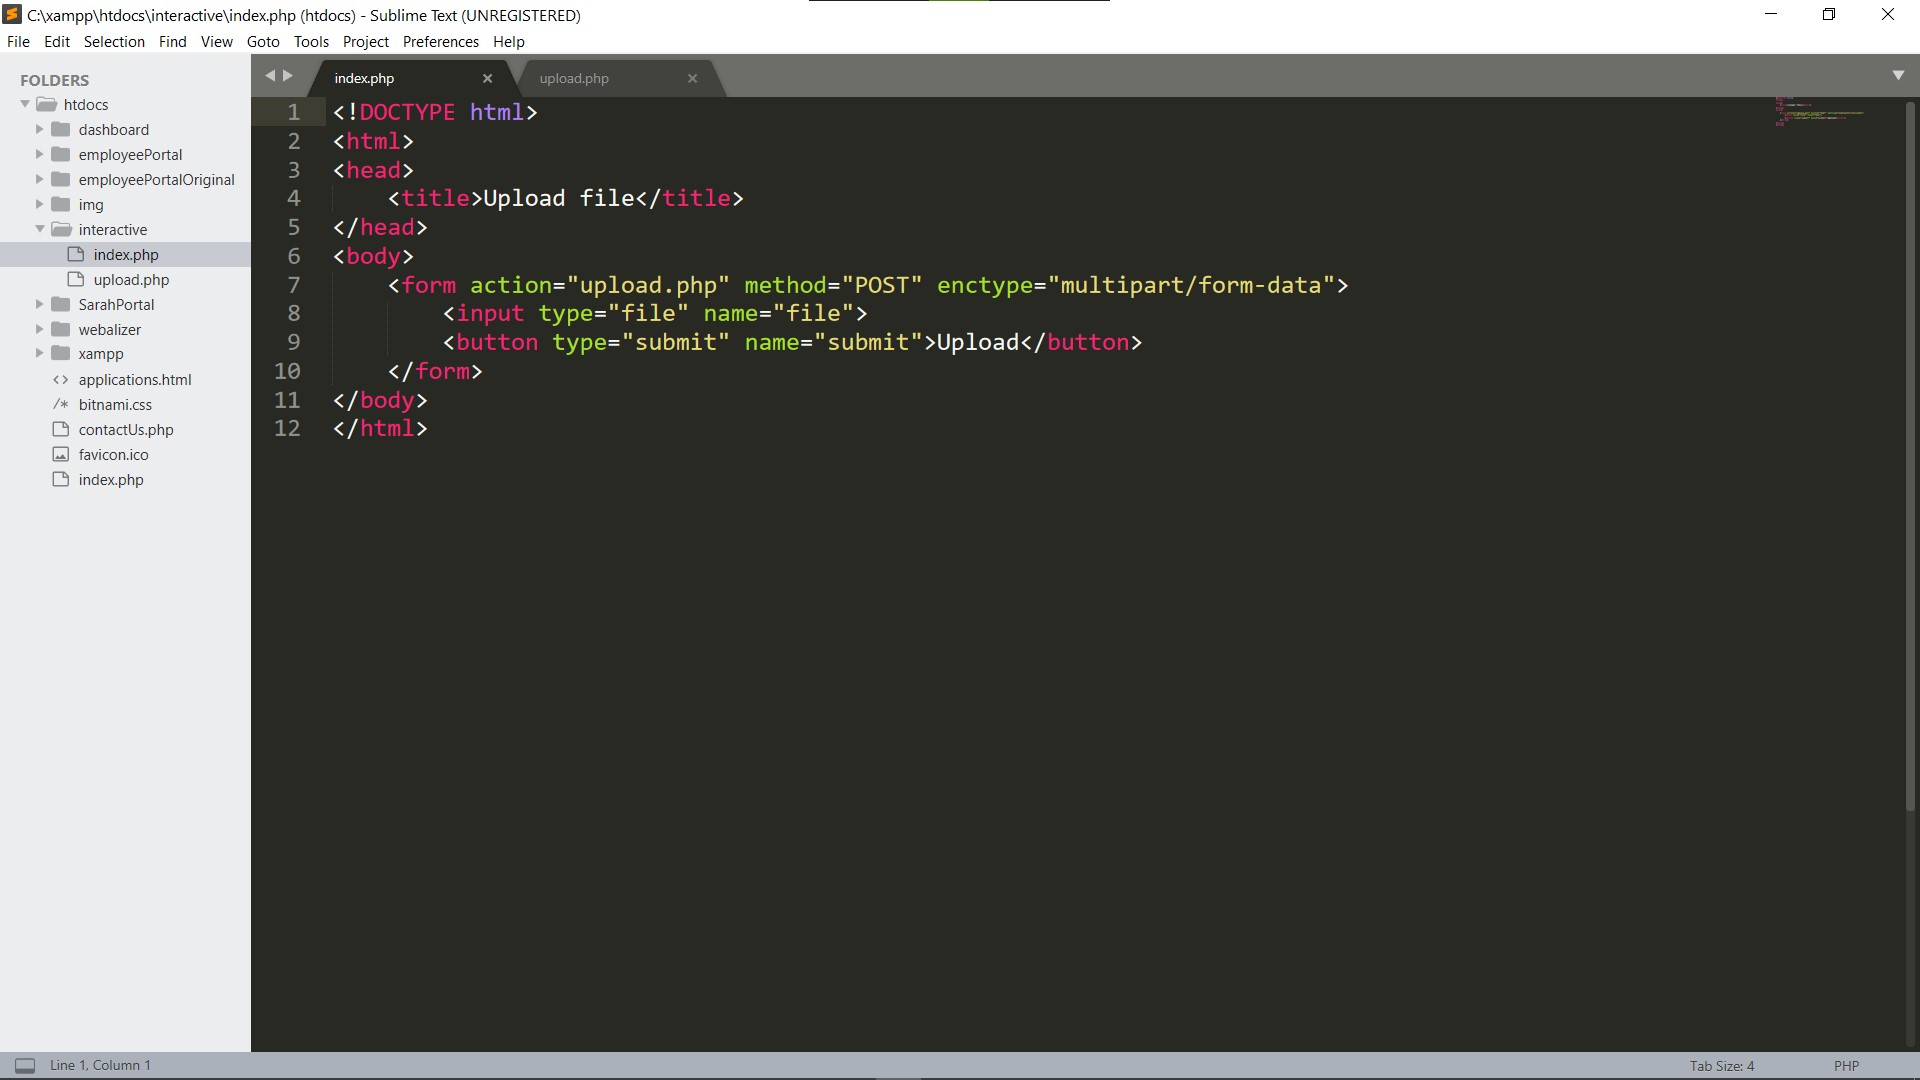 C:\xampp\htdocs\interactive\index.php (htdocs) - Sublime Text (UNREGISTERED)
File Edit Selection Find View Goto Tools Project Preferences Help
FOLDERS
htdocs
dashboard
employeePortal
employeePortalOriginal
img
interactive
index.php
upload.php
SarahPortal
webalizer
xampp
applications.html
bitnami.css
contactUs.php
favicon.ico
index.php
index.php upload.php
1 <!DOCTYPE html>
2 <html>
3 <head>
4 <title>Upload file</title>
5 </head>
6 <body>
7 <form action="upload.php" method="POST" enctype="multipart/form-data">
8 <input type="file" name="file">
9 <button type="submit" name="submit">Upload</button>
10 </form>
11 </body>
12 </html>
Line 1, Column 1
Tab Size: 4 PHP